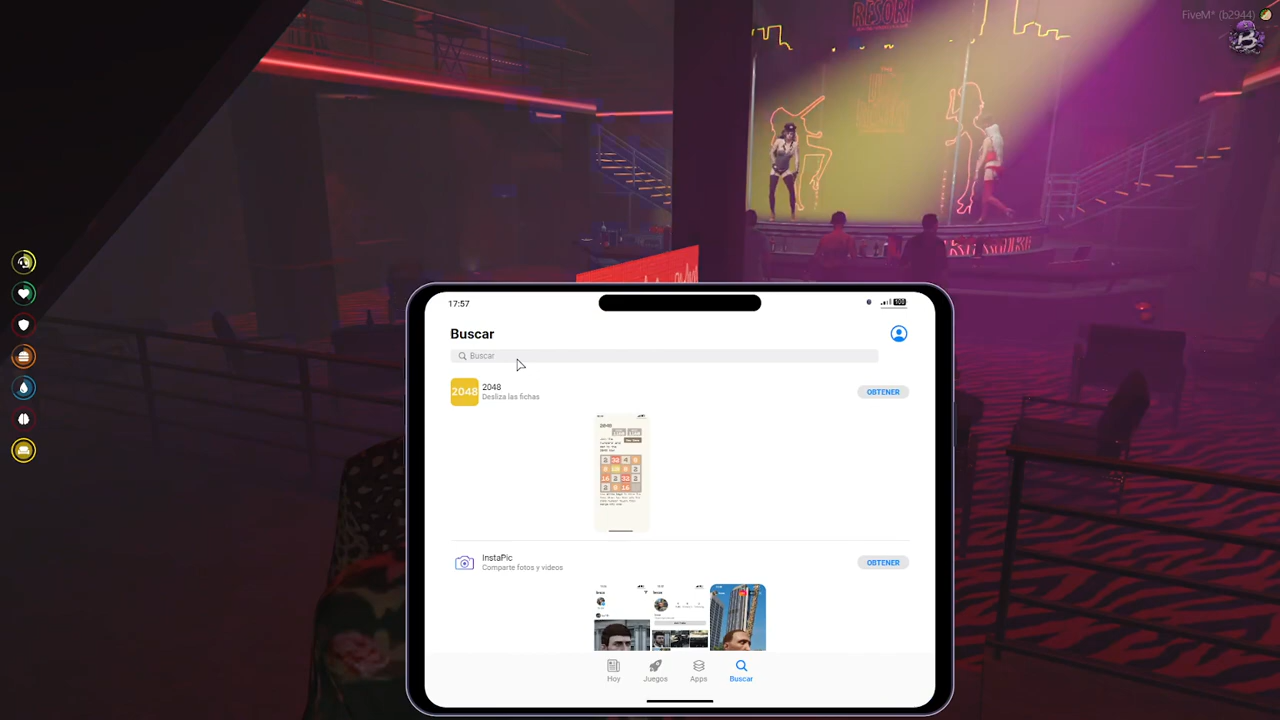 FiveM* (b2944)
RESORT
17:57
Buscar
Buscar
2048
2048
Desliza las fichas
OBTENER
InstaPic
Comparte fotos y vídeos
OBTENER
Hoy
Juegos
Apps
Buscar